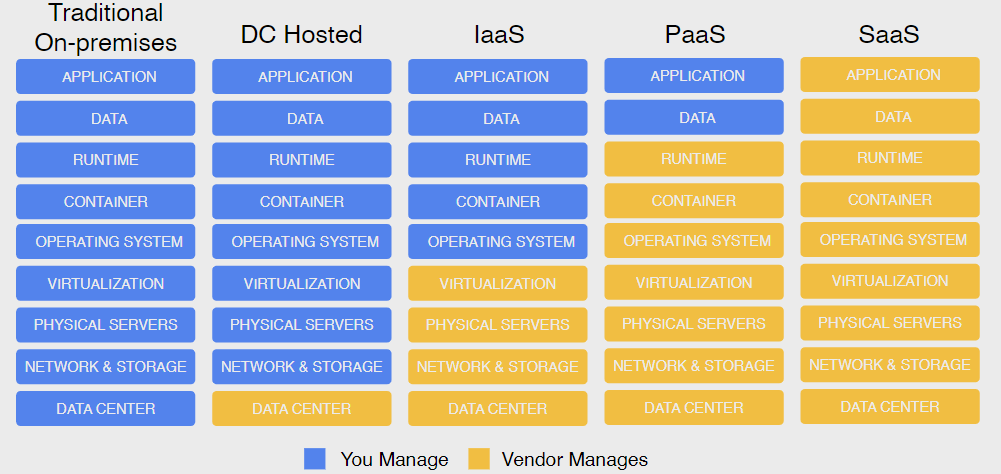 Traditional
On-premises
DC Hosted
IaaS
PaaS
SaaS
APPLICATION
APPLICATION
APPLICATION
APPLICATION
APPLICATION
DATA
DATA
DATA
DATA
DATA
RUNTIME
RUNTIME
RUNTIME
RUNTIME
RUNTIME
CONTAINER
CONTAINER
CONTAINER
CONTAINER
CONTAINER
OPERATING SYSTEM
OPERATING SYSTEM
OPERATING SYSTEM
OPERATING SYSTEM
OPERATING SYSTEM
VIRTUALIZATION
VIRTUALIZATION
VIRTUALIZATION
VIRTUALIZATION
VIRTUALIZATION
PHYSICAL SERVERS
PHYSICAL SERVERS
PHYSICAL SERVERS
PHYSICAL SERVERS
PHYSICAL SERVERS
NETWORK & STORAGE
NETWORK & STORAGE
NETWORK & STORAGE
NETWORK & STORAGE
NETWORK & STORAGE
DATA CENTER
DATA CENTER
DATA CENTER
DATA CENTER
DATA CENTER
You Manage
Vendor Manages